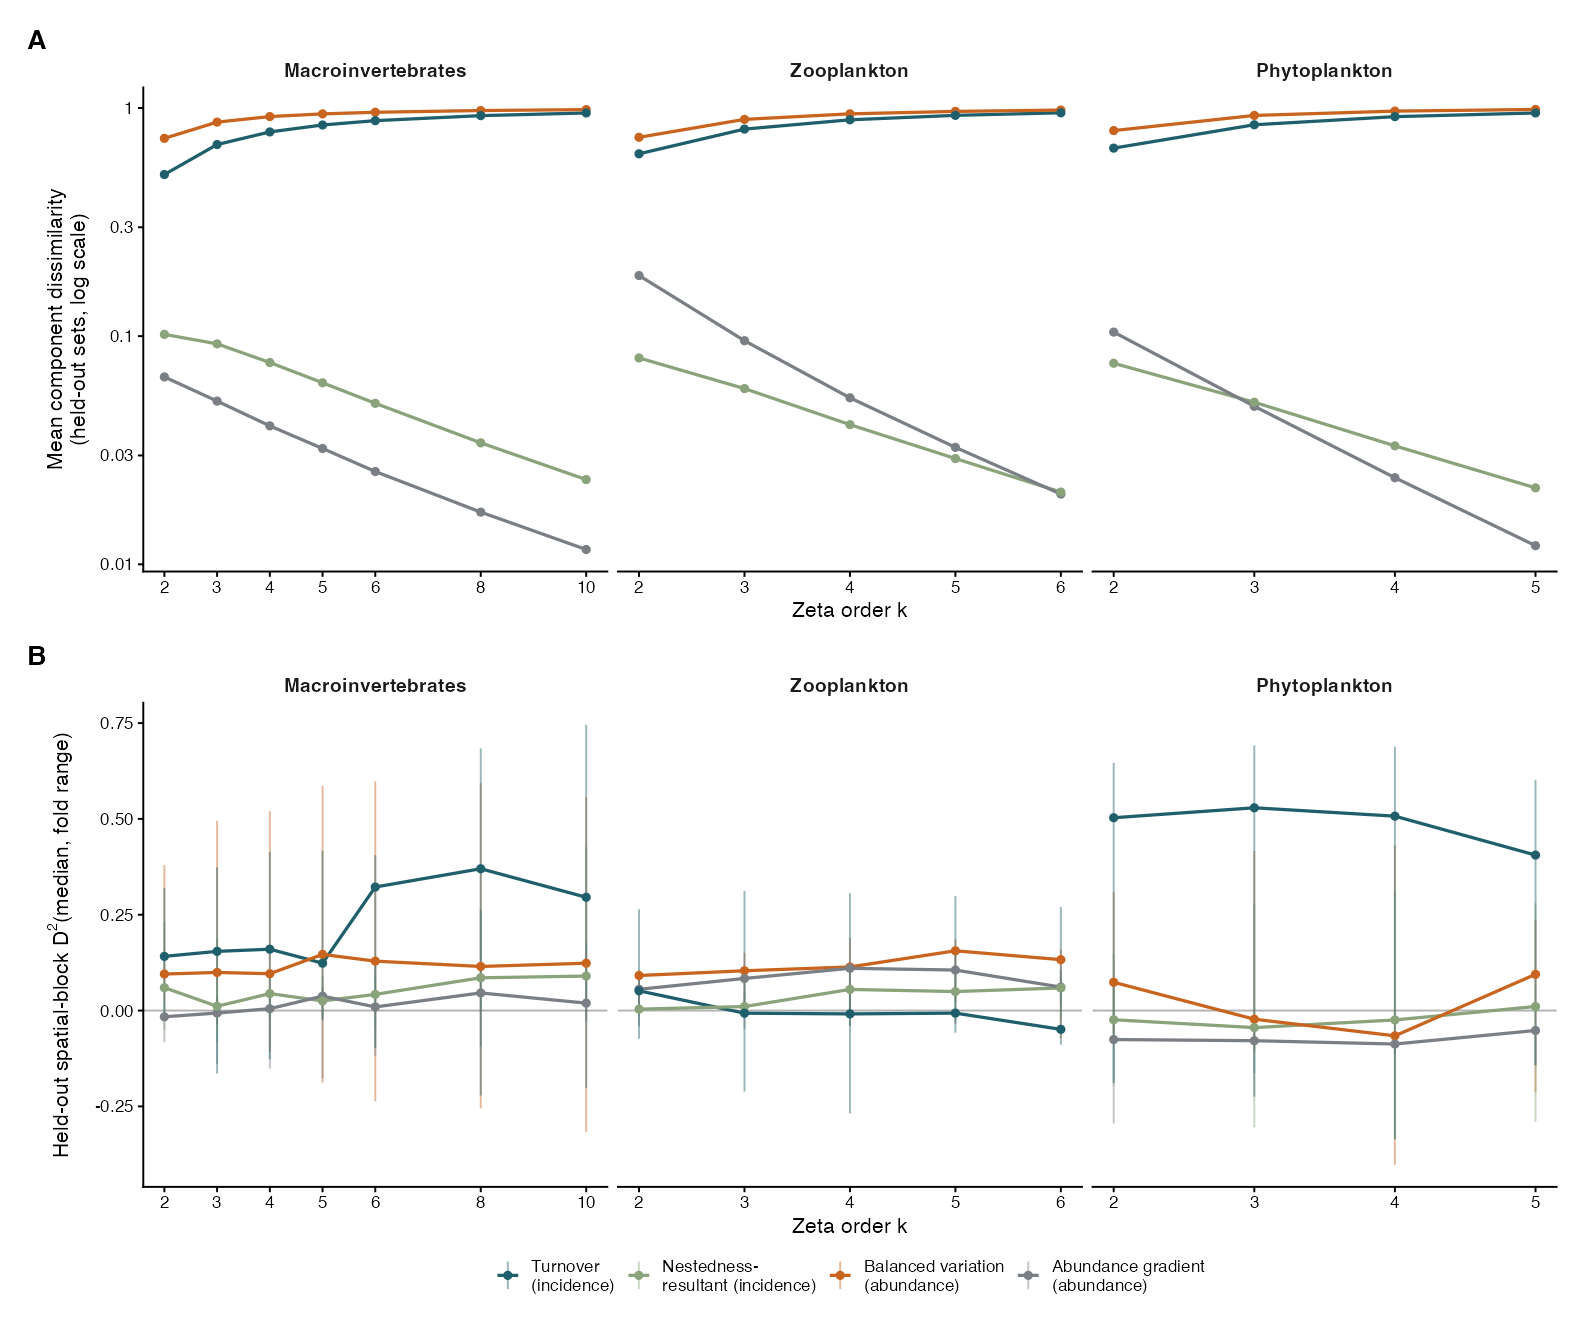 A
Macroinvertebrates
Zooplankton
Phytoplankton
Mean component dissimilarity
(held-out sets, log scale)
1
0.3
0.1
0.03
0.01
2 3 4 5 6 8 10
2 3 4 5 6
2 3 4 5
Zeta order k
B
Macroinvertebrates
Zooplankton
Phytoplankton
Held-out spatial-block D²(median, fold range)
0.75
0.50
0.25
0.00
-0.25
2 3 4 5 6 8 10
2 3 4 5 6
2 3 4 5
Zeta order k
Turnover
(incidence)
Nestedness-
resultant (incidence)
Balanced variation
(abundance)
Abundance gradient
(abundance)